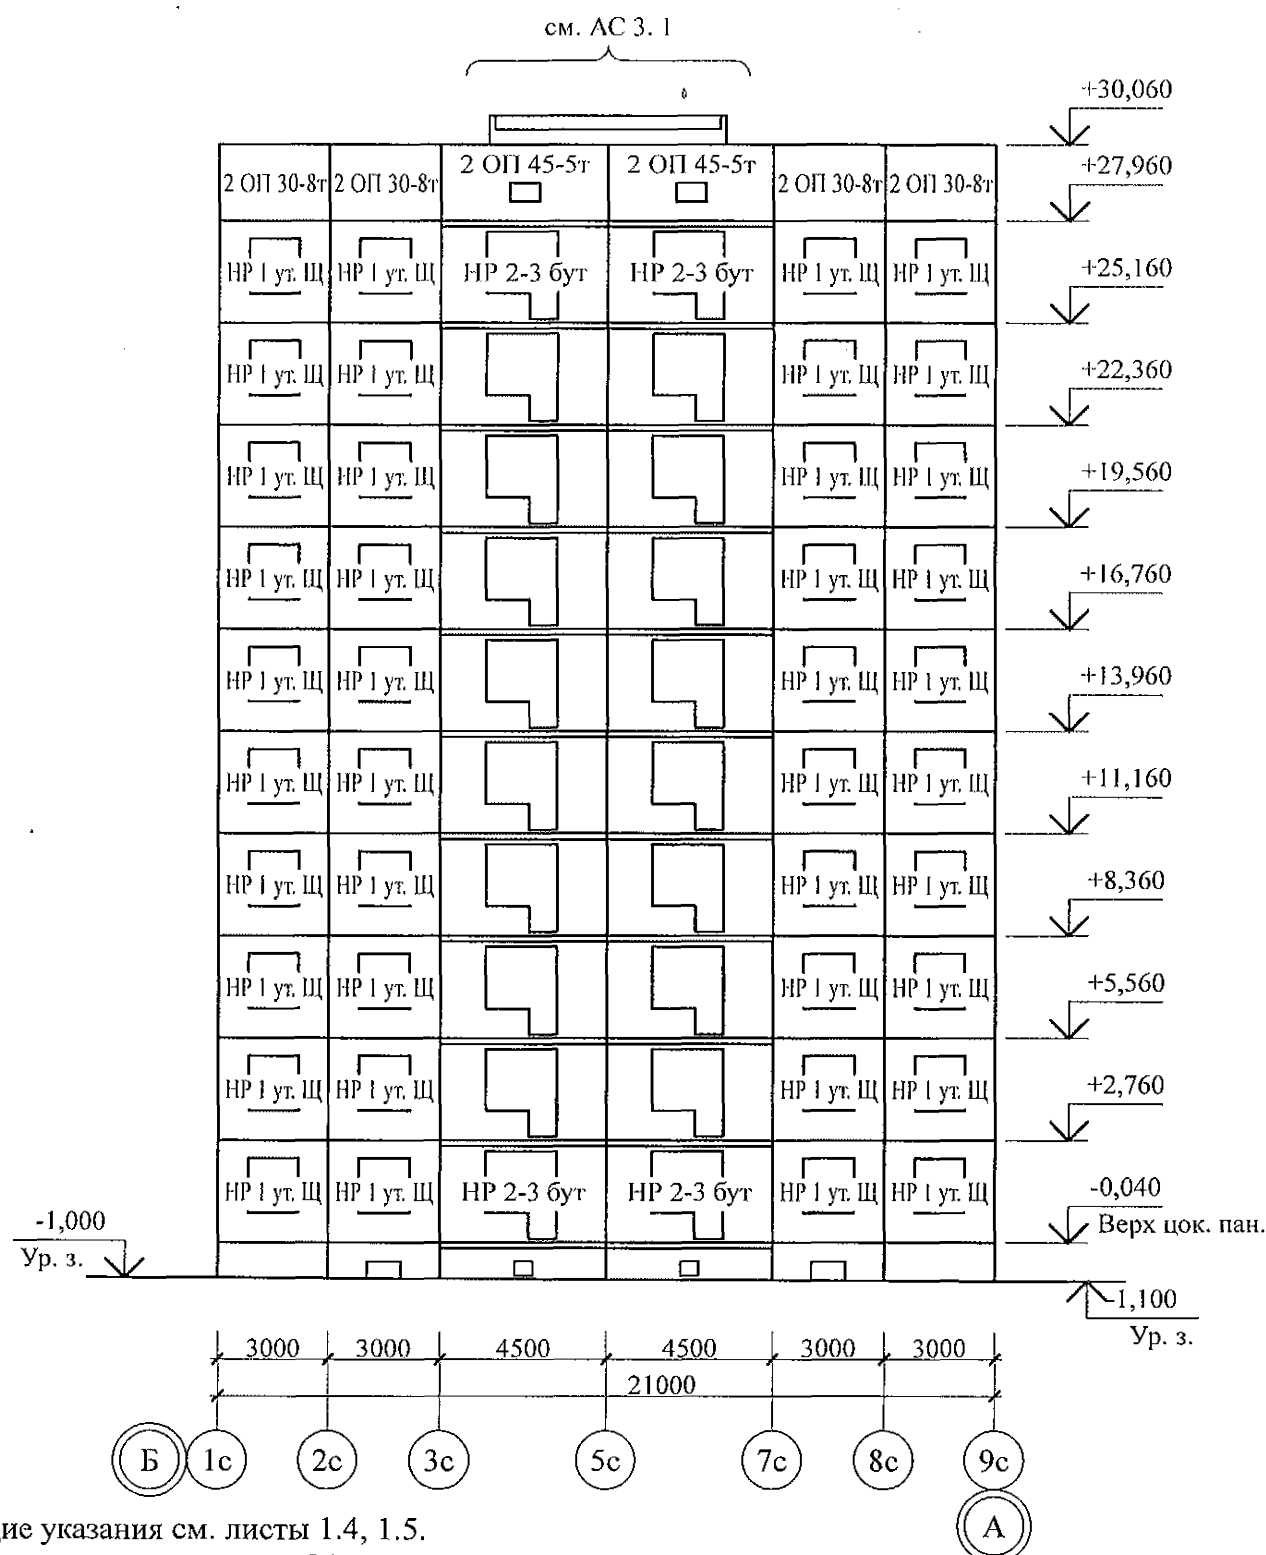 см. АС 3. 1
+30,060
2 ОП 30-8т 2 ОП 30-8т 2 ОП 45-5т 2 ОП 45-5т 2 ОП 30-8т 2 ОП 30-8т
+27,960
НР 1 ут. Щ НР 1 ут. Щ НР 2-3 бут НР 2-3 бут НР 1 ут. Щ НР 1 ут. Щ
+25,160
НР 1 ут. Щ НР 1 ут. Щ НР 1 ут. Щ НР 1 ут. Щ
+22,360
НР 1 ут. Щ НР 1 ут. Щ НР 1 ут. Щ НР 1 ут. Щ
+19,560
НР 1 ут. Щ НР 1 ут. Щ НР 1 ут. Щ НР 1 ут. Щ
+16,760
НР 1 ут. Щ НР 1 ут. Щ НР 1 ут. Щ НР 1 ут. Щ
+13,960
НР 1 ут. Щ НР 1 ут. Щ НР 1 ут. Щ НР 1 ут. Щ
+11,160
НР 1 ут. Щ НР 1 ут. Щ НР 1 ут. Щ НР 1 ут. Щ
+8,360
НР 1 ут. Щ НР 1 ут. Щ НР 1 ут. Щ НР 1 ут. Щ
+5,560
НР 1 ут. Щ НР 1 ут. Щ НР 1 ут. Щ НР 1 ут. Щ
+2,760
НР 1 ут. Щ НР 1 ут. Щ НР 2-3 бут НР 2-3 бут НР 1 ут. Щ НР 1 ут. Щ
-0,040
Верх цок. пан.
-1,000
Ур. з.
-1,100
Ур. з.
3000 3000 4500 4500 3000 3000
21000
Б 1с 2с 3с 5с 7с 8с 9с
А
ие указания см. листы 1.4, 1.5.